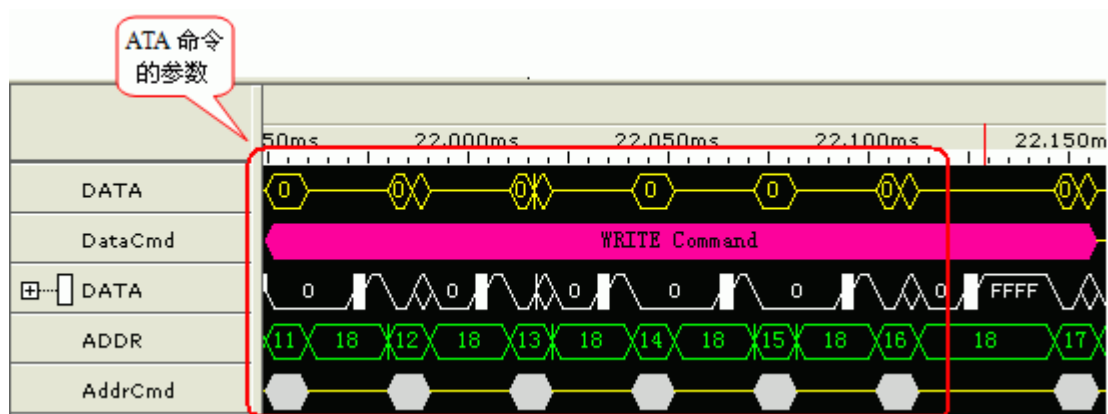 ATA 命令
的参数
50ms 22.000ms 22.050ms 22.100ms 22.150m
DATA 0 0 0 0 0 0 0
DataCmd WRITE Command
DATA 0 0 0 0 0 0 FFFF
ADDR 11 18 12 18 13 18 14 18 15 18 16 18 17
AddrCmd